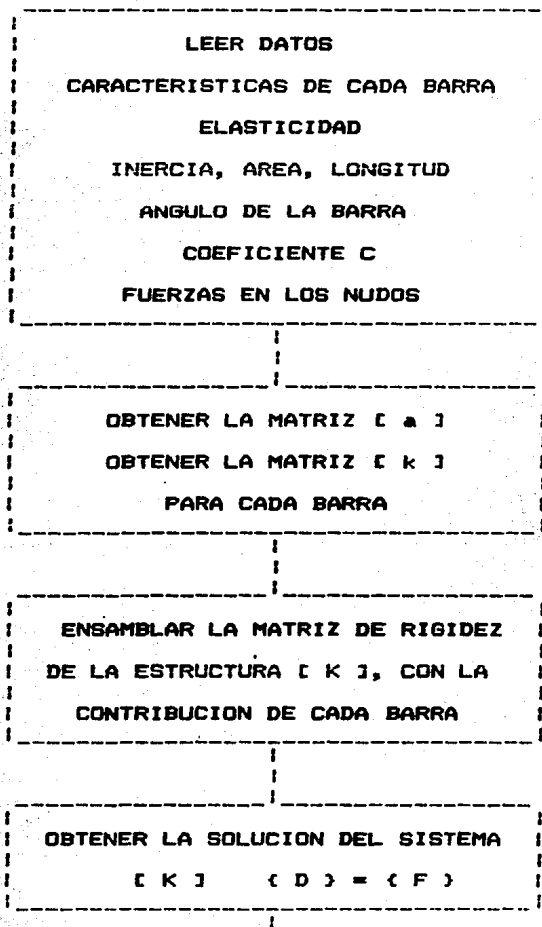 LEER DATOS
CARACTERISTICAS DE CADA BARRA
ELASTICIDAD
INERCIA, AREA, LONGITUD
ANGULO DE LA BARRA
COEFICIENTE C
FUERZAS EN LOS NUDOS
OBTENER LA MATRIZ [ a ]
OBTENER LA MATRIZ [ k ]
PARA CADA BARRA
ENSAMBLAR LA MATRIZ DE RIGIDEZ
DE LA ESTRUCTURA [ K ], CON LA
CONTRIBUCION DE CADA BARRA
OBTENER LA SOLUCION DEL SISTEMA
[ K ] { D } = { F }